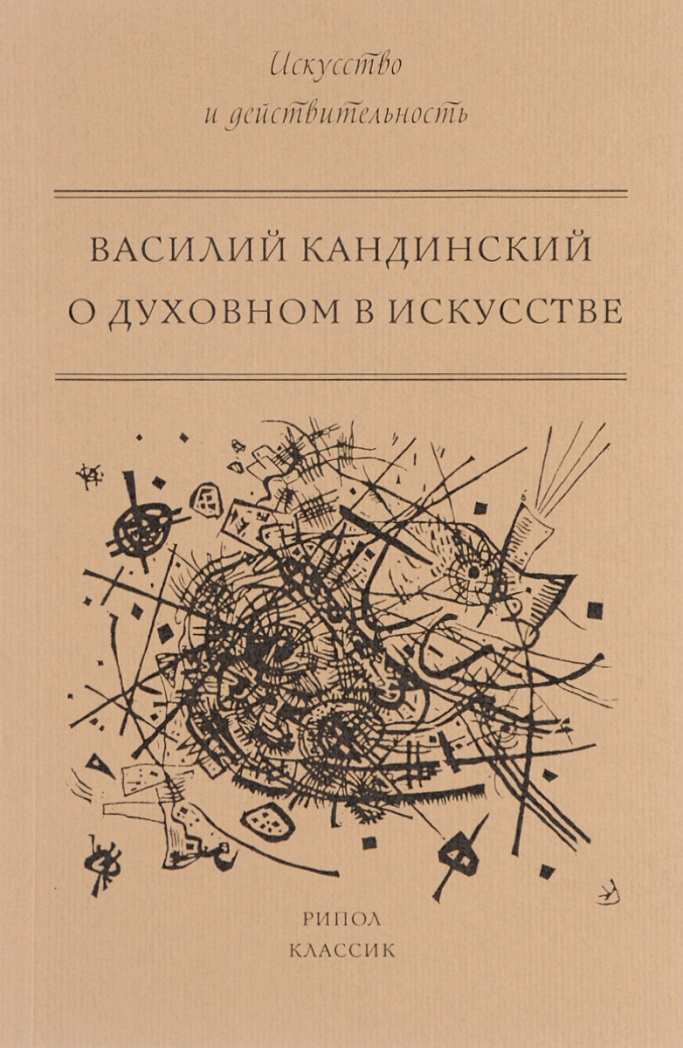 Искусство
и действительность
ВАСИЛИЙ КАНДИНСКИЙ
О ДУХОВНОМ В ИСКУССТВЕ
РИПОЛ
КЛАССИК